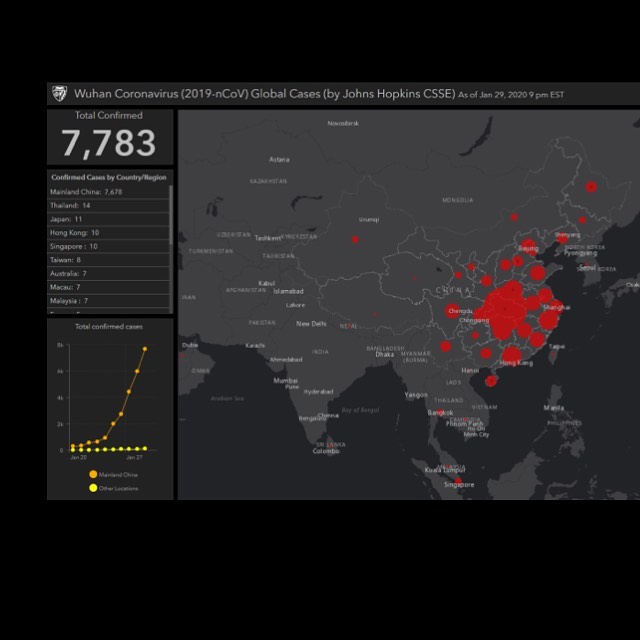 Wuhan Coronavirus (2019-nCoV) Global Cases (by Johns Hopkins CSSE) As of Jan 29, 2020 9 pm EST
Total Confirmed
7,783
Confirmed Cases by Country/Region
Mainland China: 7,678
Thailand: 14
Japan: 11
Hong Kong: 10
Singapore : 10
Taiwan: 8
Australia: 7
Macau: 7
Malaysia : 7
Total confirmed cases
8k
6k
4k
2k
0
Jan 20
Jan 27
Mainland China
Other Locations
Novosibirsk
Astana
KAZAKHSTAN
MONGOLIA
Urumqi
UZBEKISTAN
Tashkent
KYRGYZSTAN
TURKMENISTAN
TAJIKISTAN
Shenyang
Beijing
NORTH KOREA
Pyongyang
Seoul
SOUTH KOREA
Kabul
Islamabad
AFGHANISTAN
Lahore
CHINA
Chengdu
Chongqing
Shanghai
PAKISTAN
New Delhi
NEPAL
Dubai
Karachi
Ahmedabad
INDIA
BANGLADESH
Dhaka
MYANMAR
(BURMA)
Taipei
Hong Kong
Hanoi
OMAN
Mumbai
Pune
Hyderabad
LAOS
Arabian Sea
Bay of Bengal
Yangon
THAILAND
VIETNAM
Manila
Chennai
Bangkok
CAMBODIA
Phnom Penh
Ho Chi
Minh City
PHILIPPINES
SRI LANKA
Colombo
MALAYSIA
Kuala Lumpur
Singapore